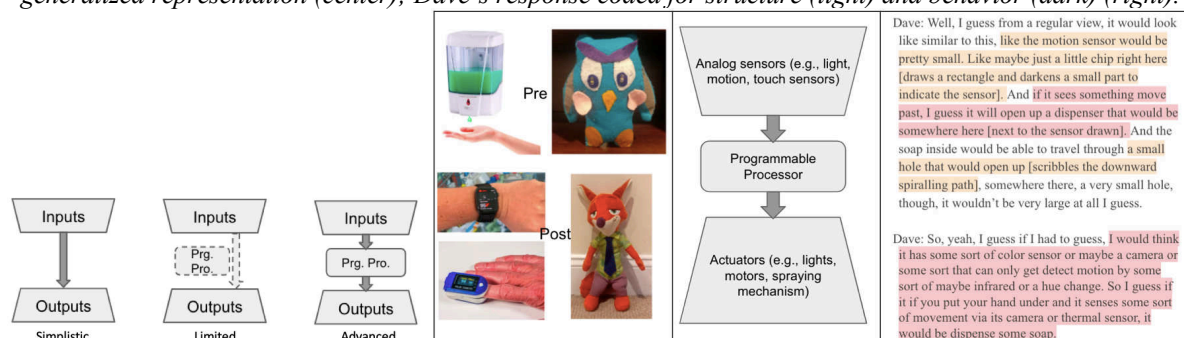 generalized representation (center); Dave's response coded for structure (light) and behavior (dark) (right).
Inputs
Outputs
Simplistic
Inputs
Prg.
Pro.
Outputs
Limited
Inputs
Prg. Pro.
Outputs
Advanced
Pre
Post
Analog sensors (e.g., light,
motion, touch sensors)
Programmable
Processor
Actuators (e.g., lights,
motors, spraying
mechanism)
Dave: Well, I guess from a regular view, it would look
like similar to this, like the motion sensor would be
pretty small. Like maybe just a little chip right here
[draws a rectangle and darkens a small part to
indicate the sensor]. And if it sees something move
past, I guess it will open up a dispenser that would be
somewhere here [next to the sensor drawn]. And the
soap inside would be able to travel through a small
hole that would open up [scribbles the downward
spiralling path], somewhere there, a very small hole,
though, it wouldn't be very large at all I guess.
Dave: So, yeah, I guess if I had to guess, I would think
it has some sort of color sensor or maybe a camera or
some sort that can only get detect motion by some
sort of maybe infrared or a hue change. So I guess if
it if you put your hand under and it senses some sort
of movement via its camera or thermal sensor, it
would be dispense some soap.